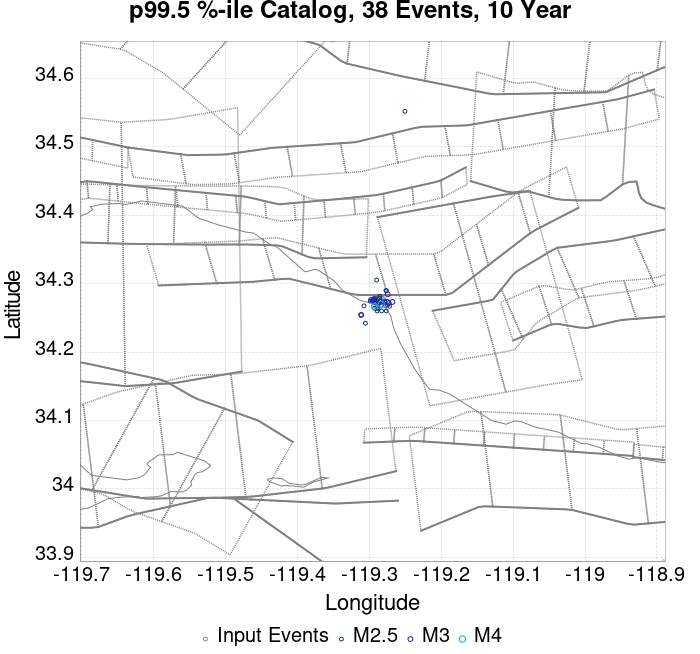 p99.5 %-ile Catalog, 38 Events, 10 Year
34.6
34.5
34.4
34.3
34.2
34.1
34
33.9
Latitude
-119.7 -119.6 -119.5 -119.4 -119.3 -119.2 -119.1 -119 -118.9
Longitude
Input Events M2.5 M3 M4